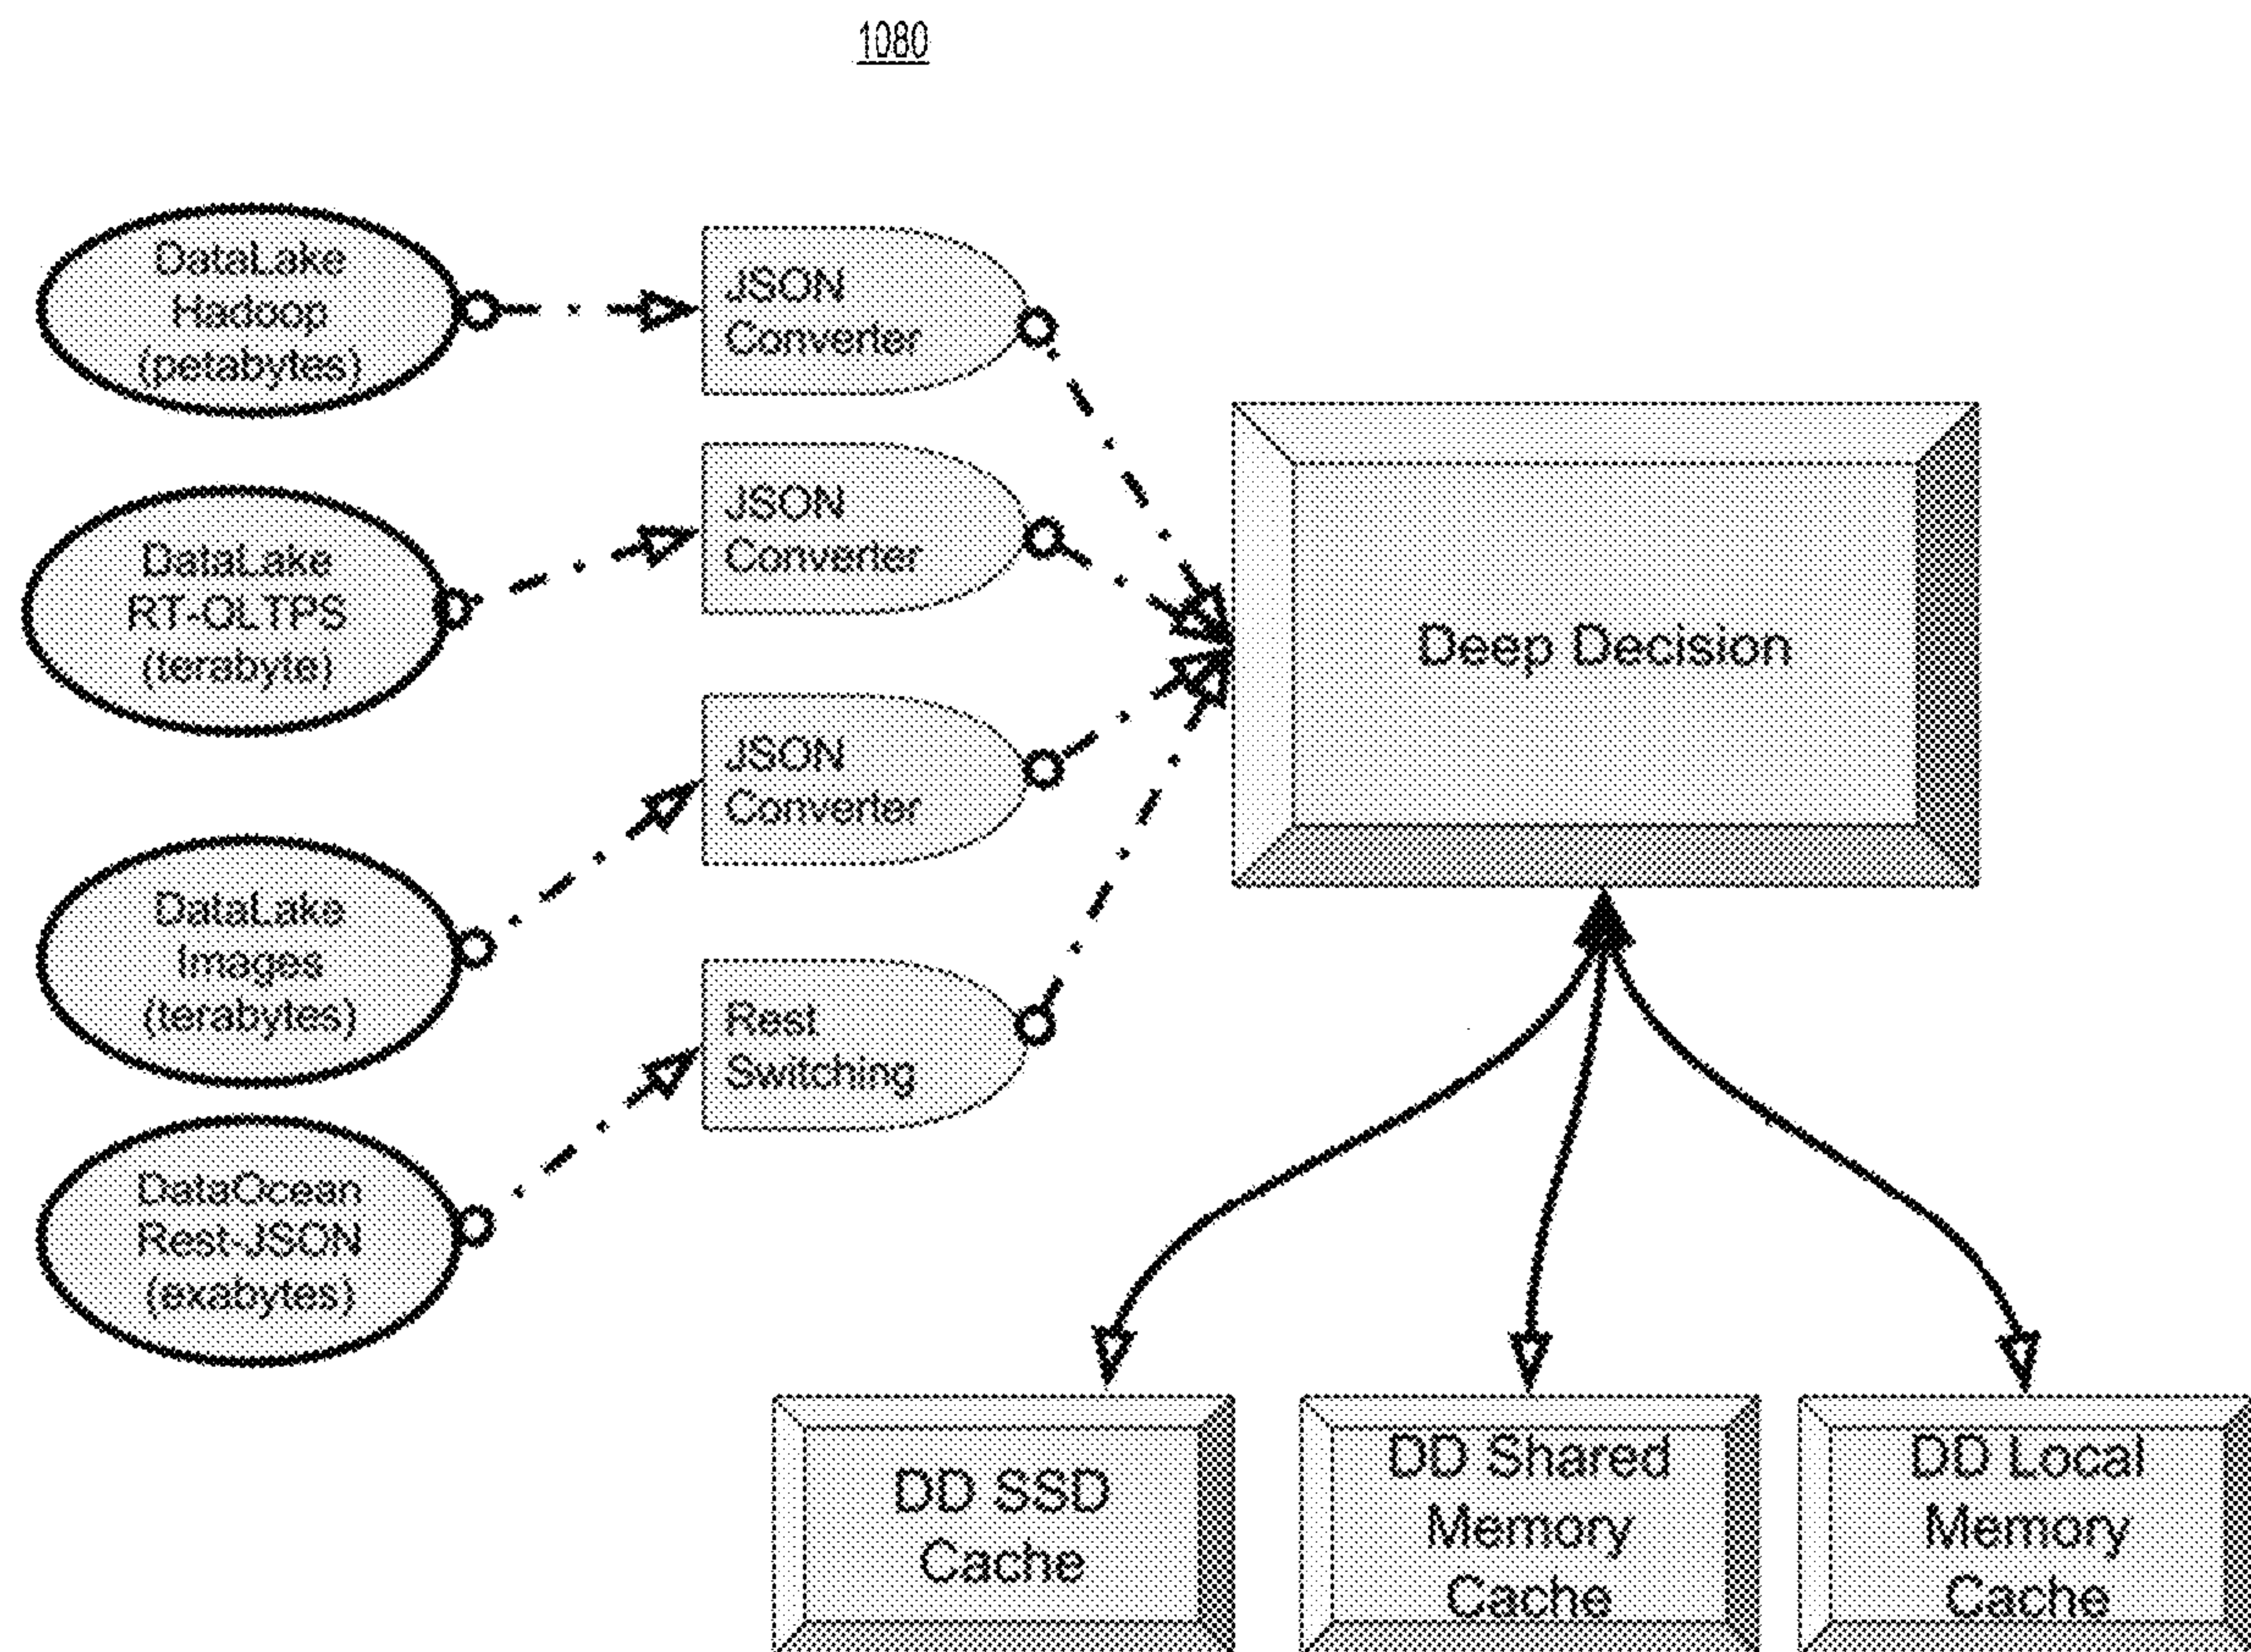 1080
DataLake
Hadoop
(petabytes)
JSON
Converter
DataLake
RT-OLTPS
(terabyte)
JSON
Converter
Deep Decision
DataLake
Images
(terabytes)
JSON
Converter
DataOcean
Rest-JSON
(exabytes)
Rest
Switching
DD SSD
Cache
DD Shared
Memory
Cache
DD Local
Memory
Cache